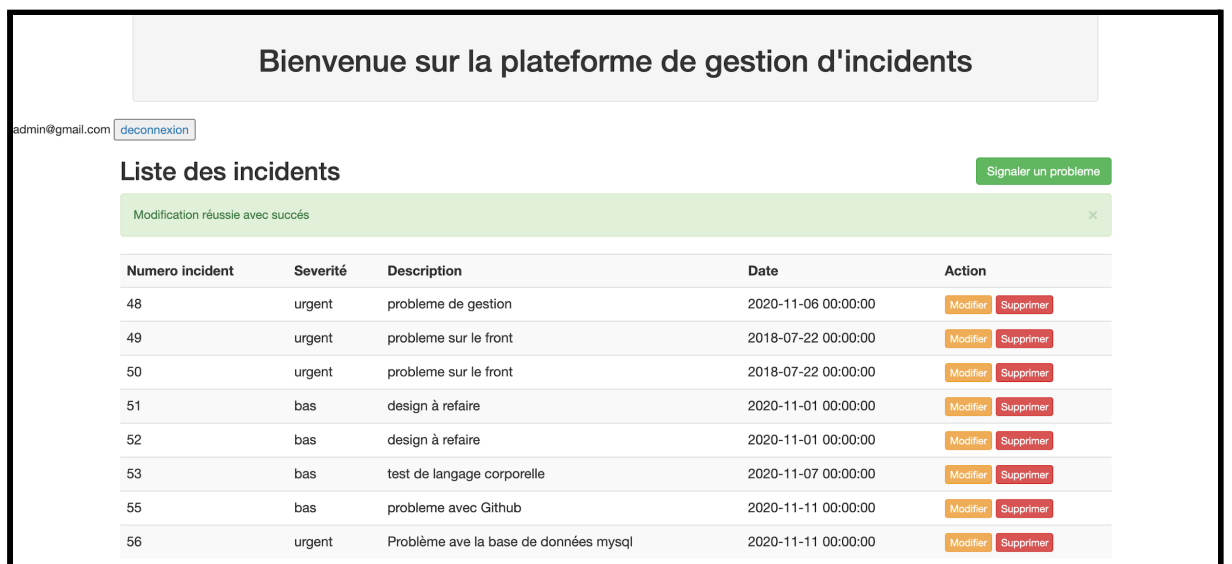 Bienvenue sur la plateforme de gestion d'incidents
admin@gmail.com deconnexion
Liste des incidents Signaler un probleme
Modification réussie avec succés ×
Numero incident Severité Description Date Action
48 urgent probleme de gestion 2020-11-06 00:00:00 Modifier Supprimer
49 urgent probleme sur le front 2018-07-22 00:00:00 Modifier Supprimer
50 urgent probleme sur le front 2018-07-22 00:00:00 Modifier Supprimer
51 bas design à refaire 2020-11-01 00:00:00 Modifier Supprimer
52 bas design à refaire 2020-11-01 00:00:00 Modifier Supprimer
53 bas test de langage corporelle 2020-11-07 00:00:00 Modifier Supprimer
55 bas probleme avec Github 2020-11-11 00:00:00 Modifier Supprimer
56 urgent Problème ave la base de données mysql 2020-11-11 00:00:00 Modifier Supprimer